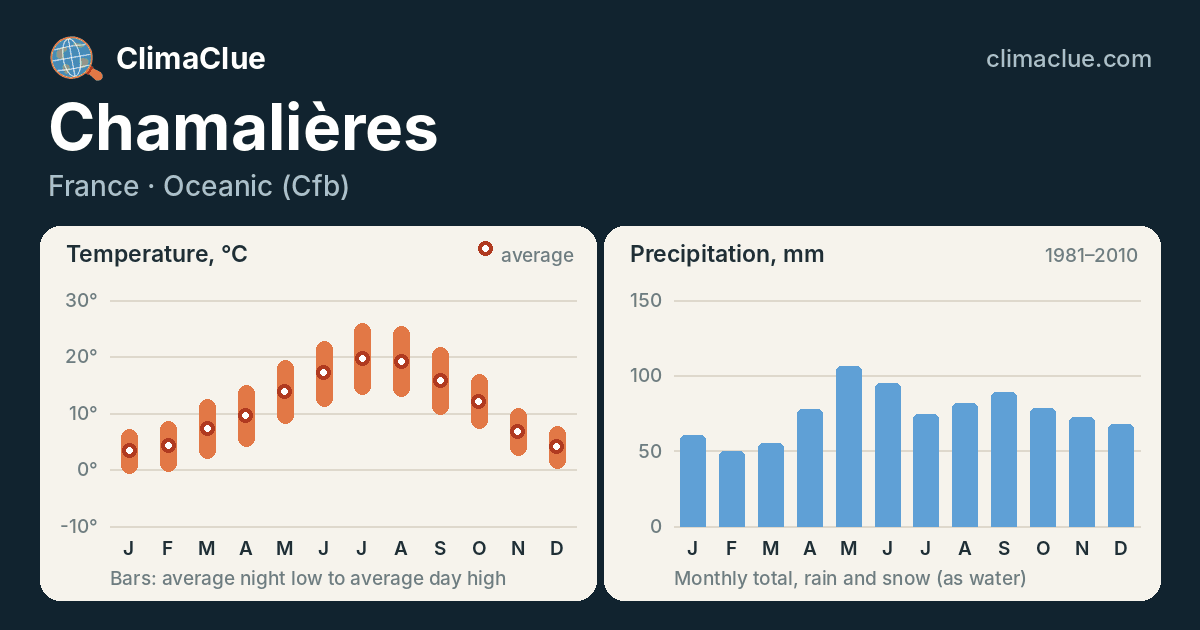 ClimaClue
climaclue.com
Chamalières
France · Oceanic (Cfb)
Temperature, °C
average
30°
20°
10°
0°
-10°
J F M A M J J A S O N D
Bars: average night low to average day high
Precipitation, mm
1981–2010
150
100
50
0
J F M A M J J A S O N D
Monthly total, rain and snow (as water)